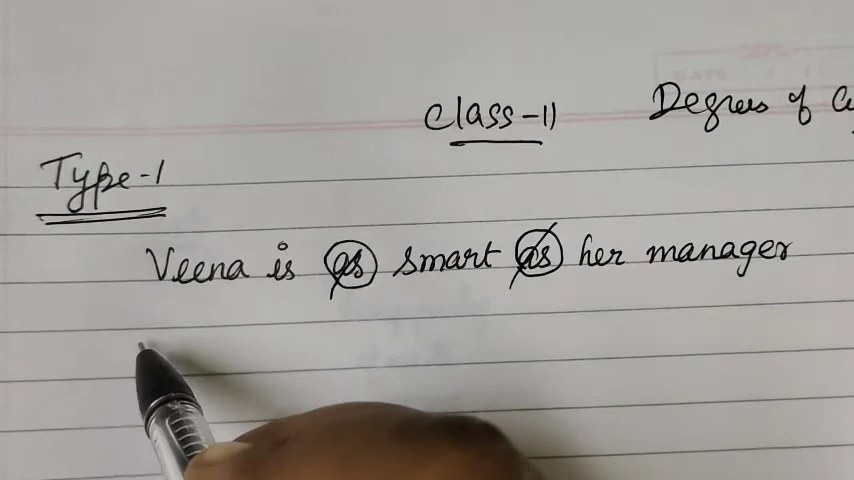 Class-11 Degrees of
Type-1
Veena is as smart as her manager